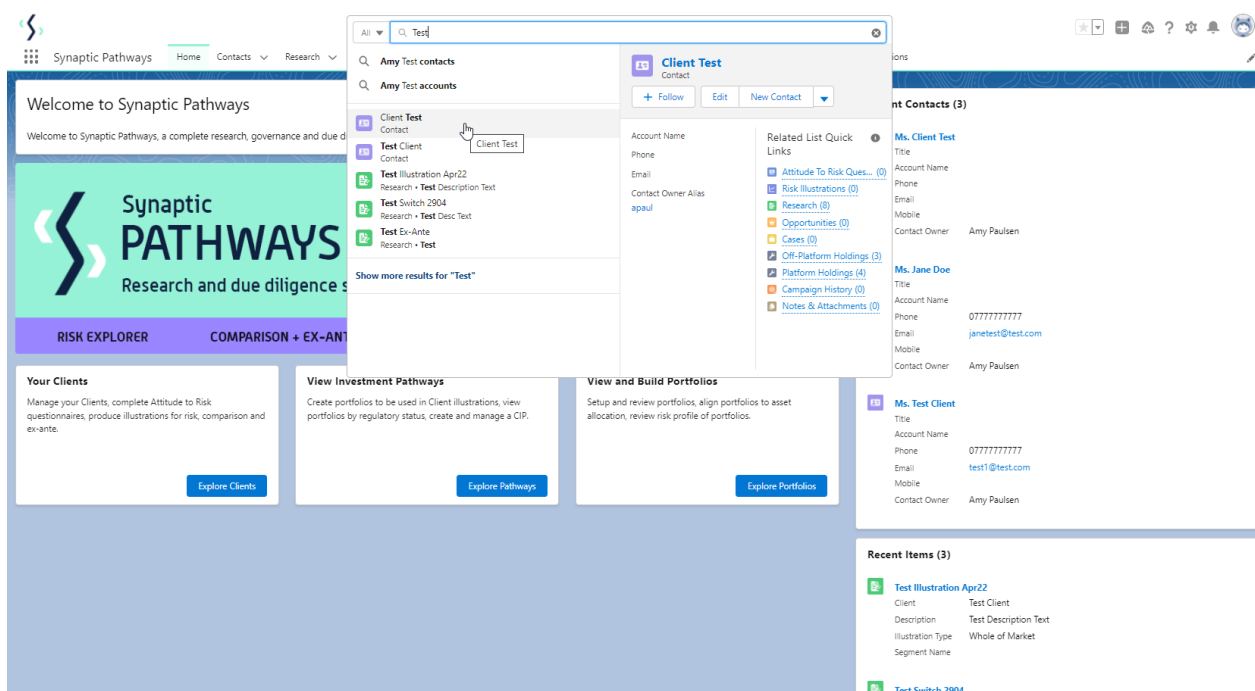 All
Test
Synaptic Pathways
Home
Contacts
Research
ions
Amy Test contacts
Amy Test accounts
Client Test
Contact
Client Test
Test Client
Contact
Test Illustration Apr22
Research • Test Description Text
Test Switch 2904
Research • Test Desc Text
Test Ex-Ante
Research • Test
Show more results for "Test"
Client Test
Contact
+ Follow
Edit
New Contact
Account Name
Phone
Email
Contact Owner Alias
apaul
Related List Quick
Links
Attitude To Risk Ques... (0)
Risk Illustrations (0)
Research (8)
Opportunities (0)
Cases (0)
Off-Platform Holdings (3)
Platform Holdings (4)
Campaign History (0)
Notes & Attachments (0)
Welcome to Synaptic Pathways
Welcome to Synaptic Pathways, a complete research, governance and due d
Synaptic
PATHWAYS
Research and due diligence s
RISK EXPLORER
COMPARISON + EX-ANT
Your Clients
Manage your Clients, complete Attitude to Risk
questionnaires, produce illustrations for risk, comparison and
ex-ante.
Explore Clients
View Investment Pathways
Create portfolios to be used in Client illustrations, view
portfolios by regulatory status, create and manage a CIP.
Explore Pathways
View and Build Portfolios
Setup and review portfolios, align portfolios to asset
allocation, review risk profile of portfolios.
Explore Portfolios
nt Contacts (3)
Ms. Client Test
Title
Account Name
Phone
Email
Mobile
Contact Owner Amy Paulsen
Ms. Jane Doe
Title
Account Name
Phone 07777777777
Email janetest@test.com
Mobile
Contact Owner Amy Paulsen
Ms. Test Client
Title
Account Name
Phone 07777777777
Email test1@test.com
Mobile
Contact Owner Amy Paulsen
Recent Items (3)
Test Illustration Apr22
Client Test Client
Description Test Description Text
Illustration Type Whole of Market
Segment Name
Test Switch 2904